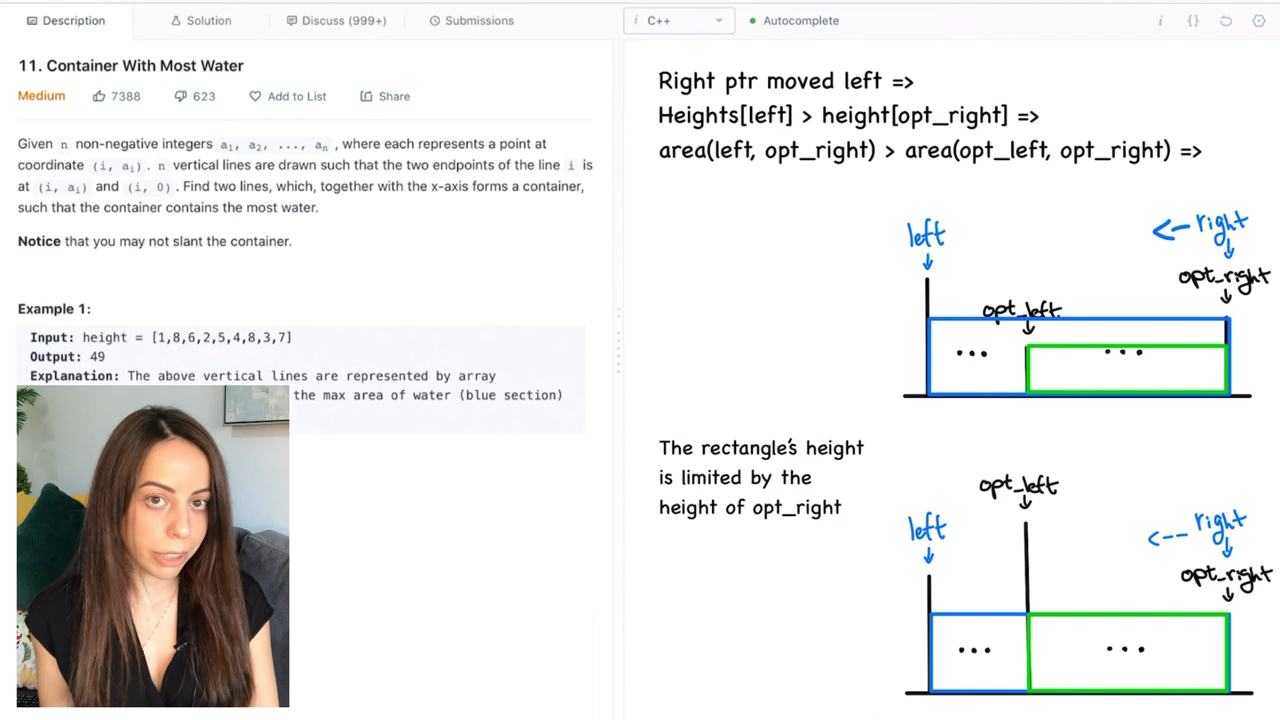 Description
Solution
Discuss (999+)
Submissions
i C++
Autocomplete
i {}
11. Container With Most Water
Medium 7388 623 Add to List Share
Given n non-negative integers a1, a2, ..., an , where each represents a point at
coordinate (i, ai) . n vertical lines are drawn such that the two endpoints of the line i is
at (i, ai) and (i, 0) . Find two lines, which, together with the x-axis forms a container,
such that the container contains the most water.
Notice that you may not slant the container.
Example 1:
Input: height = [1,8,6,2,5,4,8,3,7]
Output: 49
Explanation: The above vertical lines are represented by array
the max area of water (blue section)
Right ptr moved left =>
Heights[left] > height[opt_right] =>
area(left, opt_right) > area(opt_left, opt_right) =>
left
right
opt_right
opt_left
...
...
The rectangle's height
is limited by the
height of opt_right
opt_left
left
right
opt_right
...
...